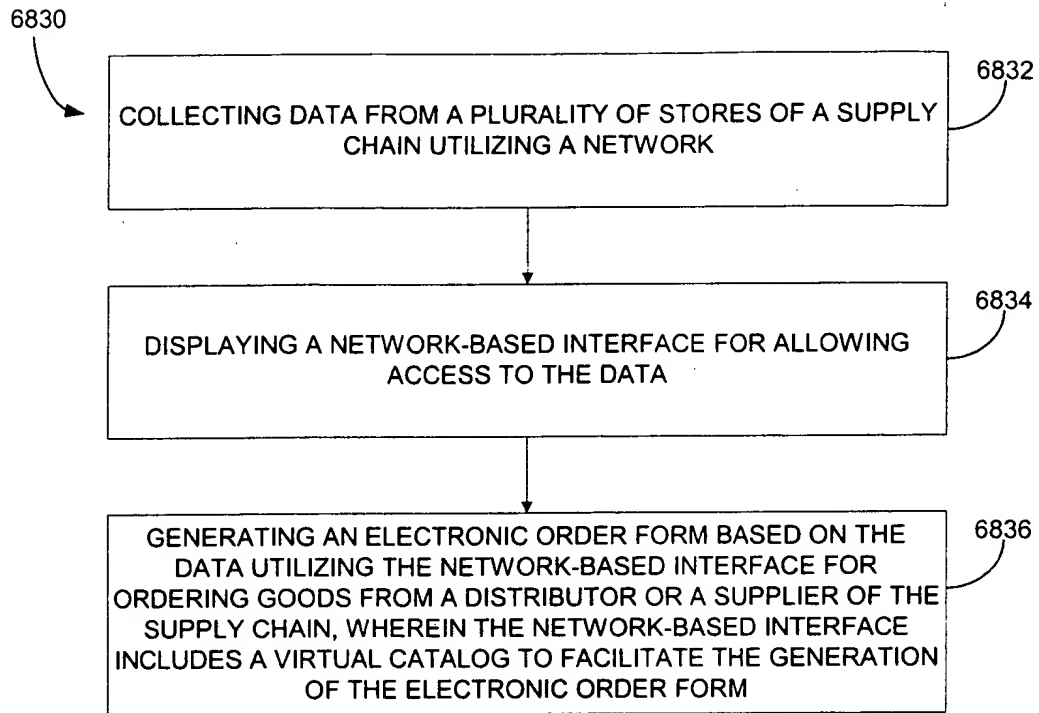 6830
6832
COLLECTING DATA FROM A PLURALITY OF STORES OF A SUPPLY
CHAIN UTILIZING A NETWORK
6834
DISPLAYING A NETWORK-BASED INTERFACE FOR ALLOWING
ACCESS TO THE DATA
6836
GENERATING AN ELECTRONIC ORDER FORM BASED ON THE
DATA UTILIZING THE NETWORK-BASED INTERFACE FOR
ORDERING GOODS FROM A DISTRIBUTOR OR A SUPPLIER OF THE
SUPPLY CHAIN, WHEREIN THE NETWORK-BASED INTERFACE
INCLUDES A VIRTUAL CATALOG TO FACILITATE THE GENERATION
OF THE ELECTRONIC ORDER FORM